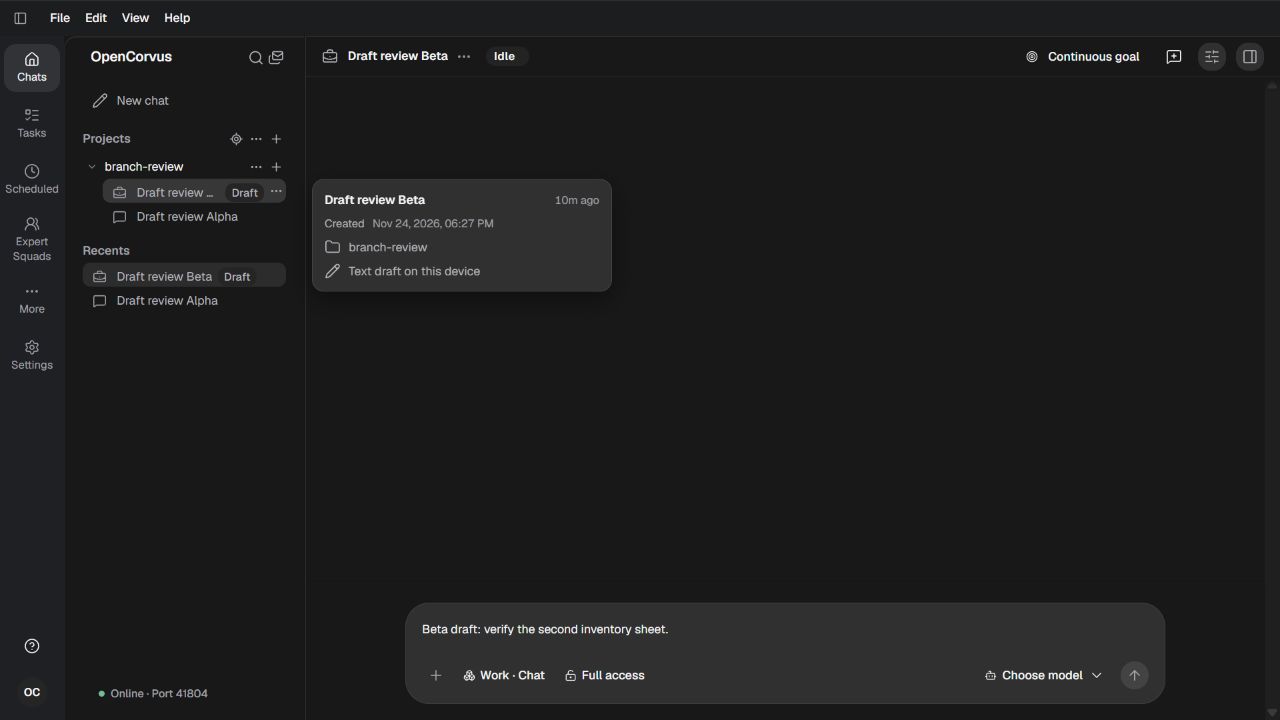 File Edit View Help
Chats
Tasks
Scheduled
Expert
Squads
More
Settings
OC
OpenCorvus
New chat
Projects
branch-review
Draft review ... Draft
Draft review Alpha
Recents
Draft review Beta Draft
Draft review Alpha
Online · Port 41804
Draft review Beta Idle
Continuous goal
Draft review Beta 10m ago
Created Nov 24, 2026, 06:27 PM
branch-review
Text draft on this device
Beta draft: verify the second inventory sheet.
Work · Chat Full access Choose model